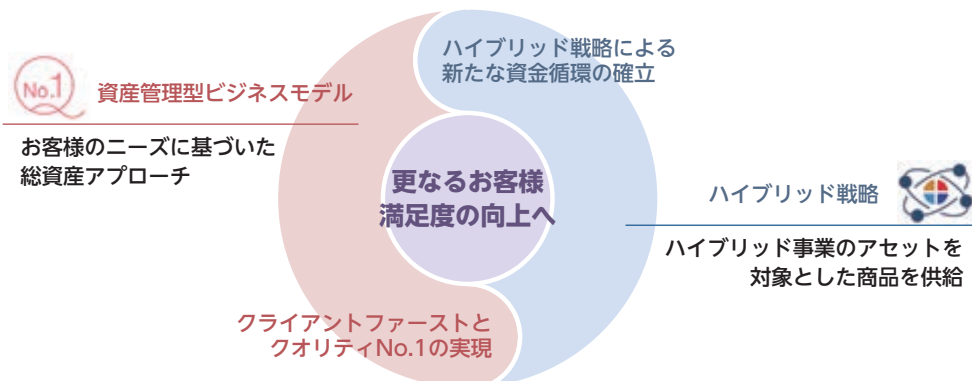 ハイブリッド戦略による
新たな資金循環の確立
No.1
資産管理型ビジネスモデル
お客様のニーズに基づいた
総資産アプローチ
更なるお客様
満足度の向上へ
ハイブリッド戦略
ハイブリッド事業のアセットを
対象とした商品を供給
クライアントファーストと
クオリティNo.1の実現